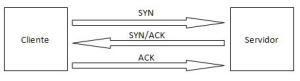 SYN
Cliente
SYN/ACK
Servidor
ACK